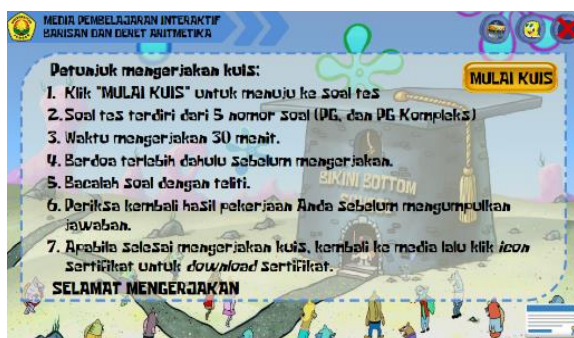 MEDIA PEMBELAJARAN INTERAKTIF
BARISAN DAN DERET ARITMETIKA
MULAI KUIS
Petunjuk mengerjakan kuis:
1. Klik "MULAI KUIS" untuk menuju ke soal tes
2. Soal tes terdiri dari 5 nomor soal (PG, dan PG Kompleks)
3. Waktu mengerjakan 30 menit.
4. Berdoa terlebih dahulu sebelum mengerjakan.
5. Bacalah soal dengan teliti.
6. Periksa kembali hasil pekerjaan Anda sebelum mengumpulkan
jawaban.
7. Apabila selesai mengerjakan kuis, kembali ke media lalu klik icon
sertifikat untuk download sertifikat.
SELAMAT MENGERJAKAN
BIKINI BOTTOM